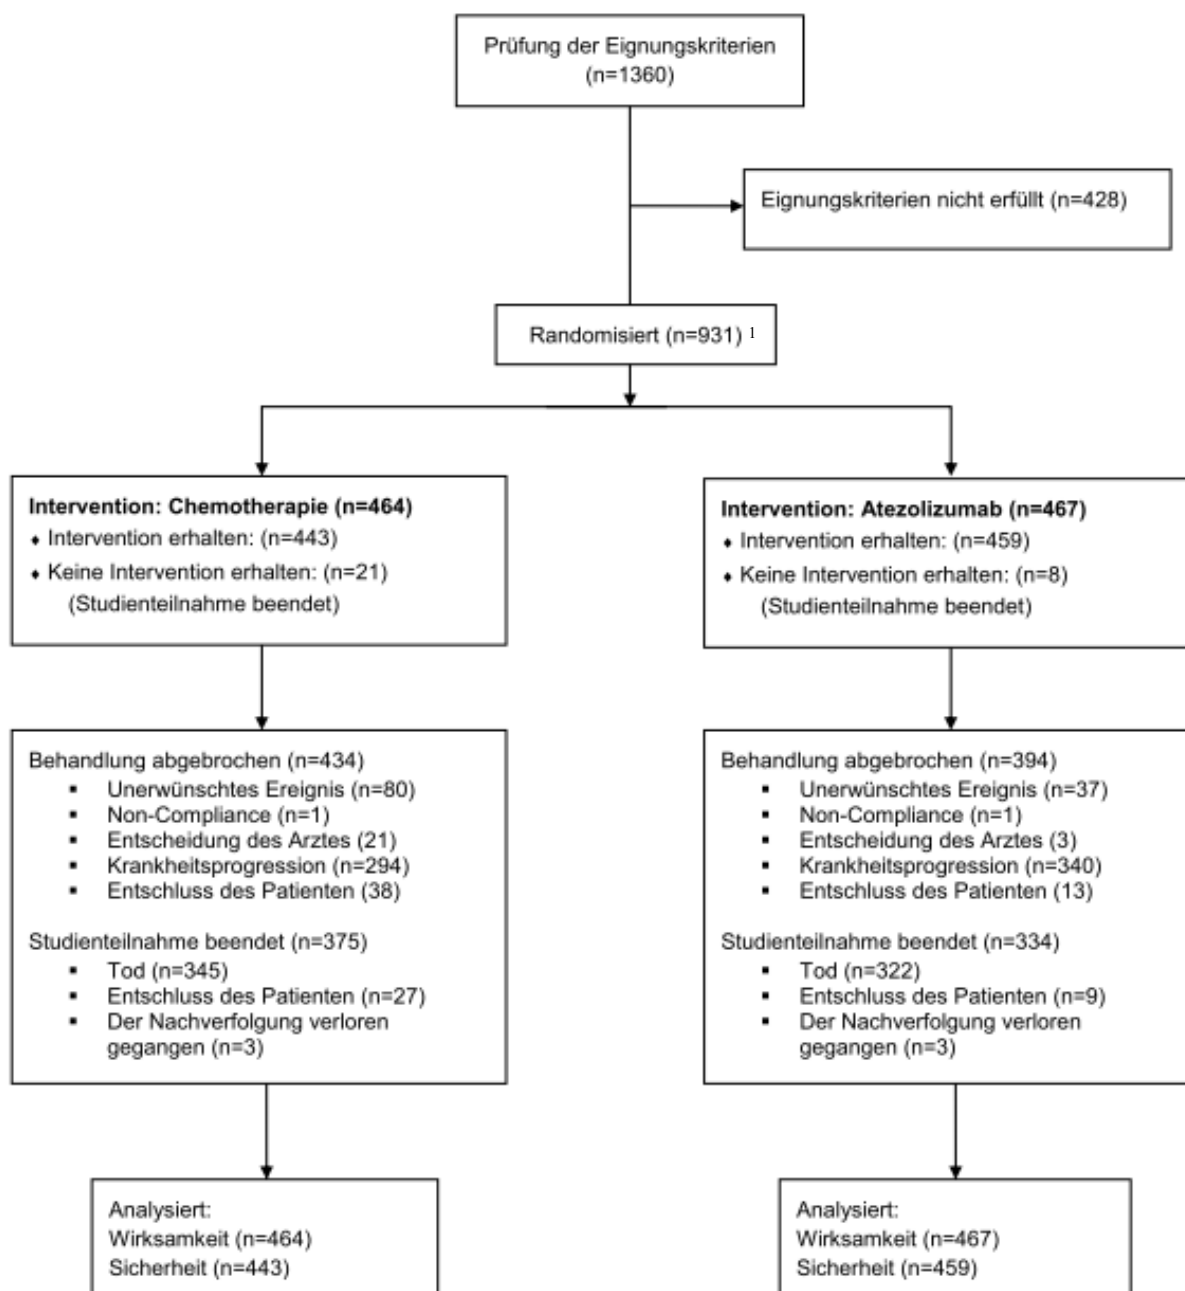 Prüfung der Eignungskriterien
(n=1360)
Eignungskriterien nicht erfüllt (n=428)
Randomisiert (n=931) 1
Intervention: Chemotherapie (n=464)
♦ Intervention erhalten: (n=443)
♦ Keine Intervention erhalten: (n=21)
(Studienteilnahme beendet)
Intervention: Atezolizumab (n=467)
♦ Intervention erhalten: (n=459)
♦ Keine Intervention erhalten: (n=8)
(Studienteilnahme beendet)
Behandlung abgebrochen (n=434)
▪ Unerwünschtes Ereignis (n=80)
▪ Non-Compliance (n=1)
▪ Entscheidung des Arztes (21)
▪ Krankheitsprogression (n=294)
▪ Entschluss des Patienten (38)
Studienteilnahme beendet (n=375)
▪ Tod (n=345)
▪ Entschluss des Patienten (n=27)
▪ Der Nachverfolgung verloren
gegangen (n=3)
Behandlung abgebrochen (n=394)
▪ Unerwünschtes Ereignis (n=37)
▪ Non-Compliance (n=1)
▪ Entscheidung des Arztes (3)
▪ Krankheitsprogression (n=340)
▪ Entschluss des Patienten (13)
Studienteilnahme beendet (n=334)
▪ Tod (n=322)
▪ Entschluss des Patienten (n=9)
▪ Der Nachverfolgung verloren
gegangen (n=3)
Analysiert:
Wirksamkeit (n=464)
Sicherheit (n=443)
Analysiert:
Wirksamkeit (n=467)
Sicherheit (n=459)